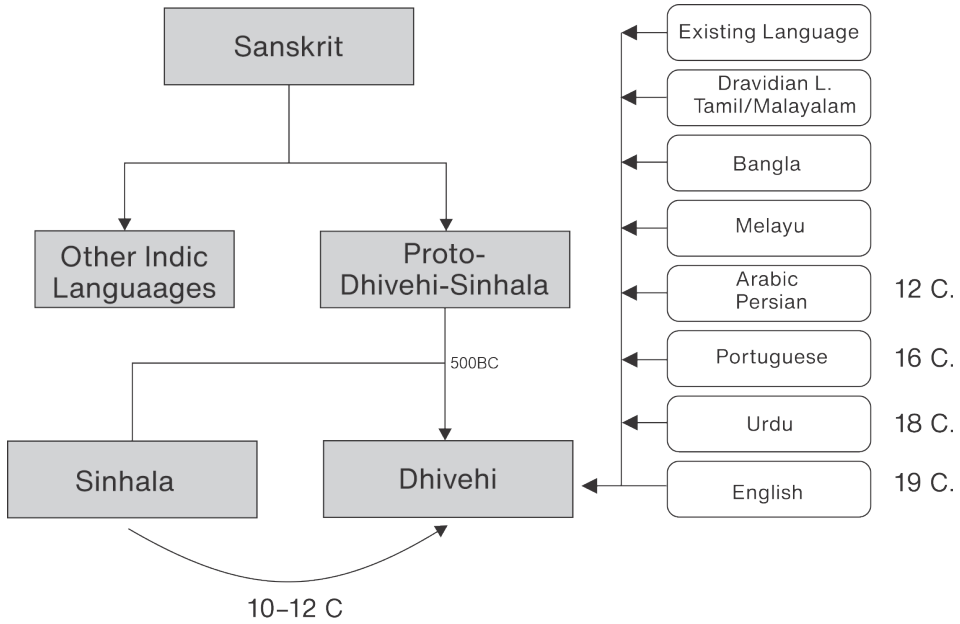 Sanskrit
Existing Language
Dravidian L.
Tamil/Malayalam
Bangla
Other Indic
Languaages
Proto-
Dhivehi-Sinhala
Melayu
Arabic
Persian
12 C.
500BC
Portuguese
16 C.
Urdu
18 C.
Sinhala
Dhivehi
English
19 C.
10–12 C